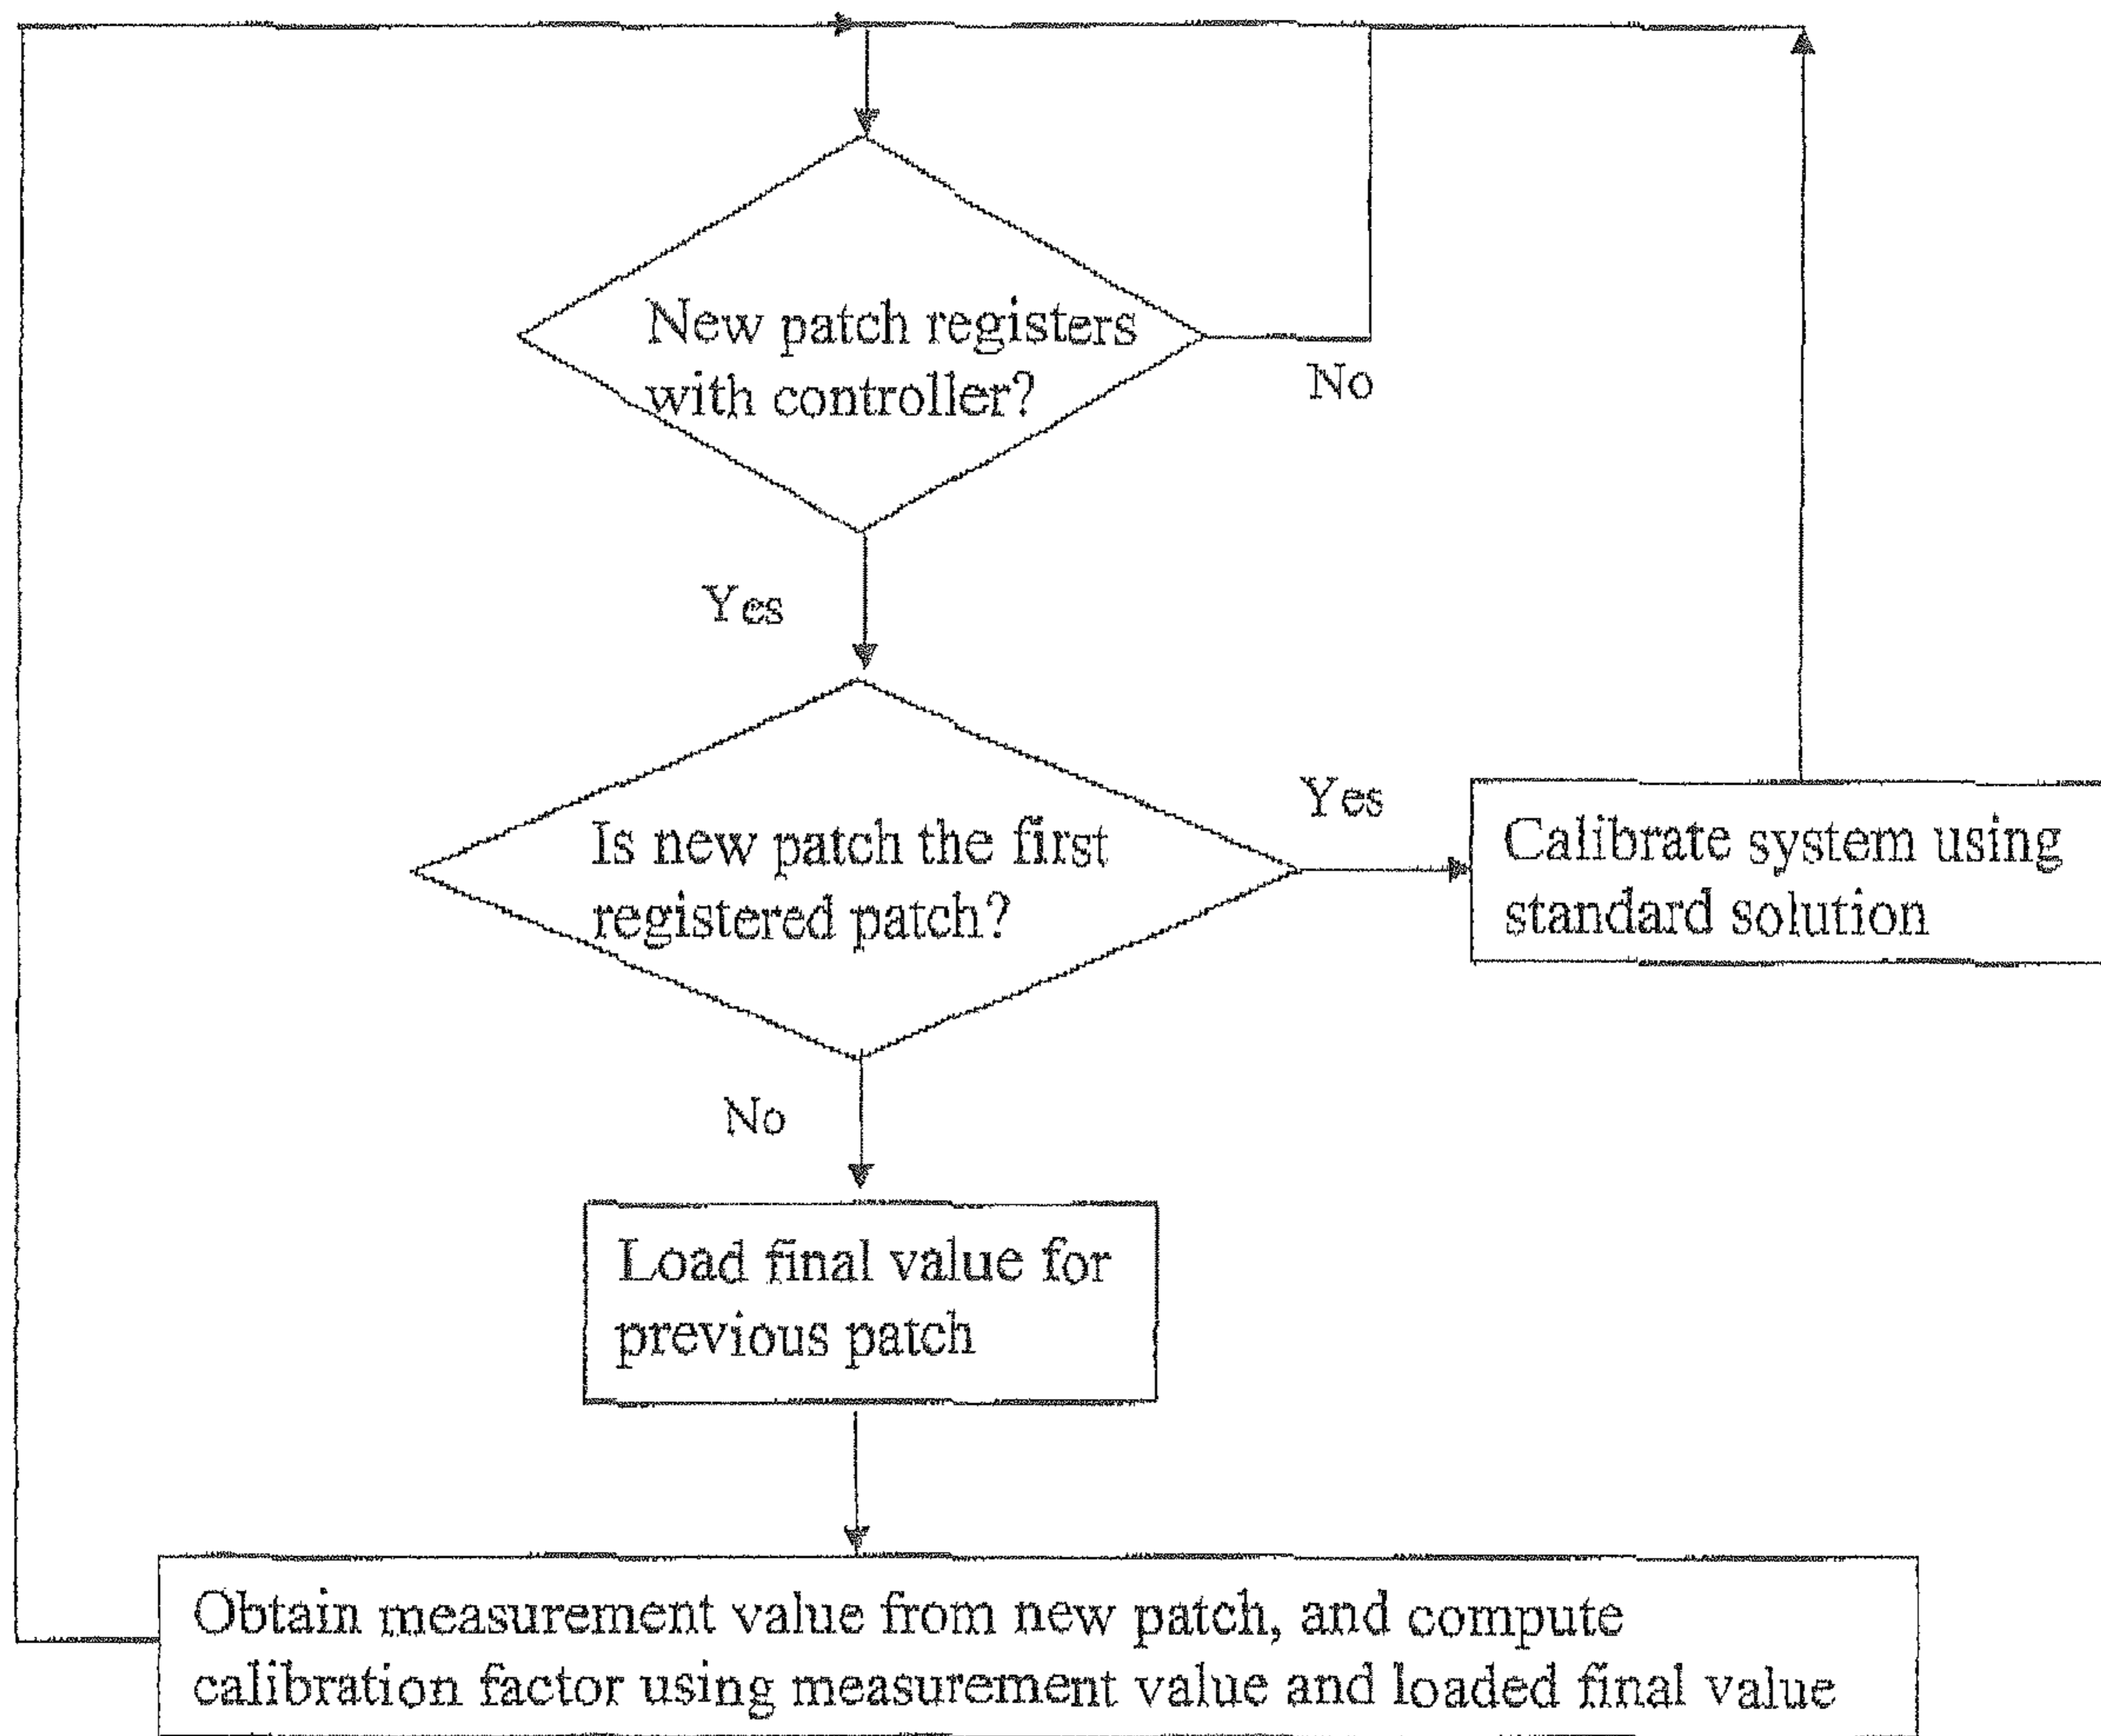 New patch registers
with controller?
No
Yes
Is new patch the first
registered patch?
Yes
Calibrate system using
standard solution
No
Load final value for
previous patch
Obtain measurement value from new patch, and compute
calibration factor using measurement value and loaded final value